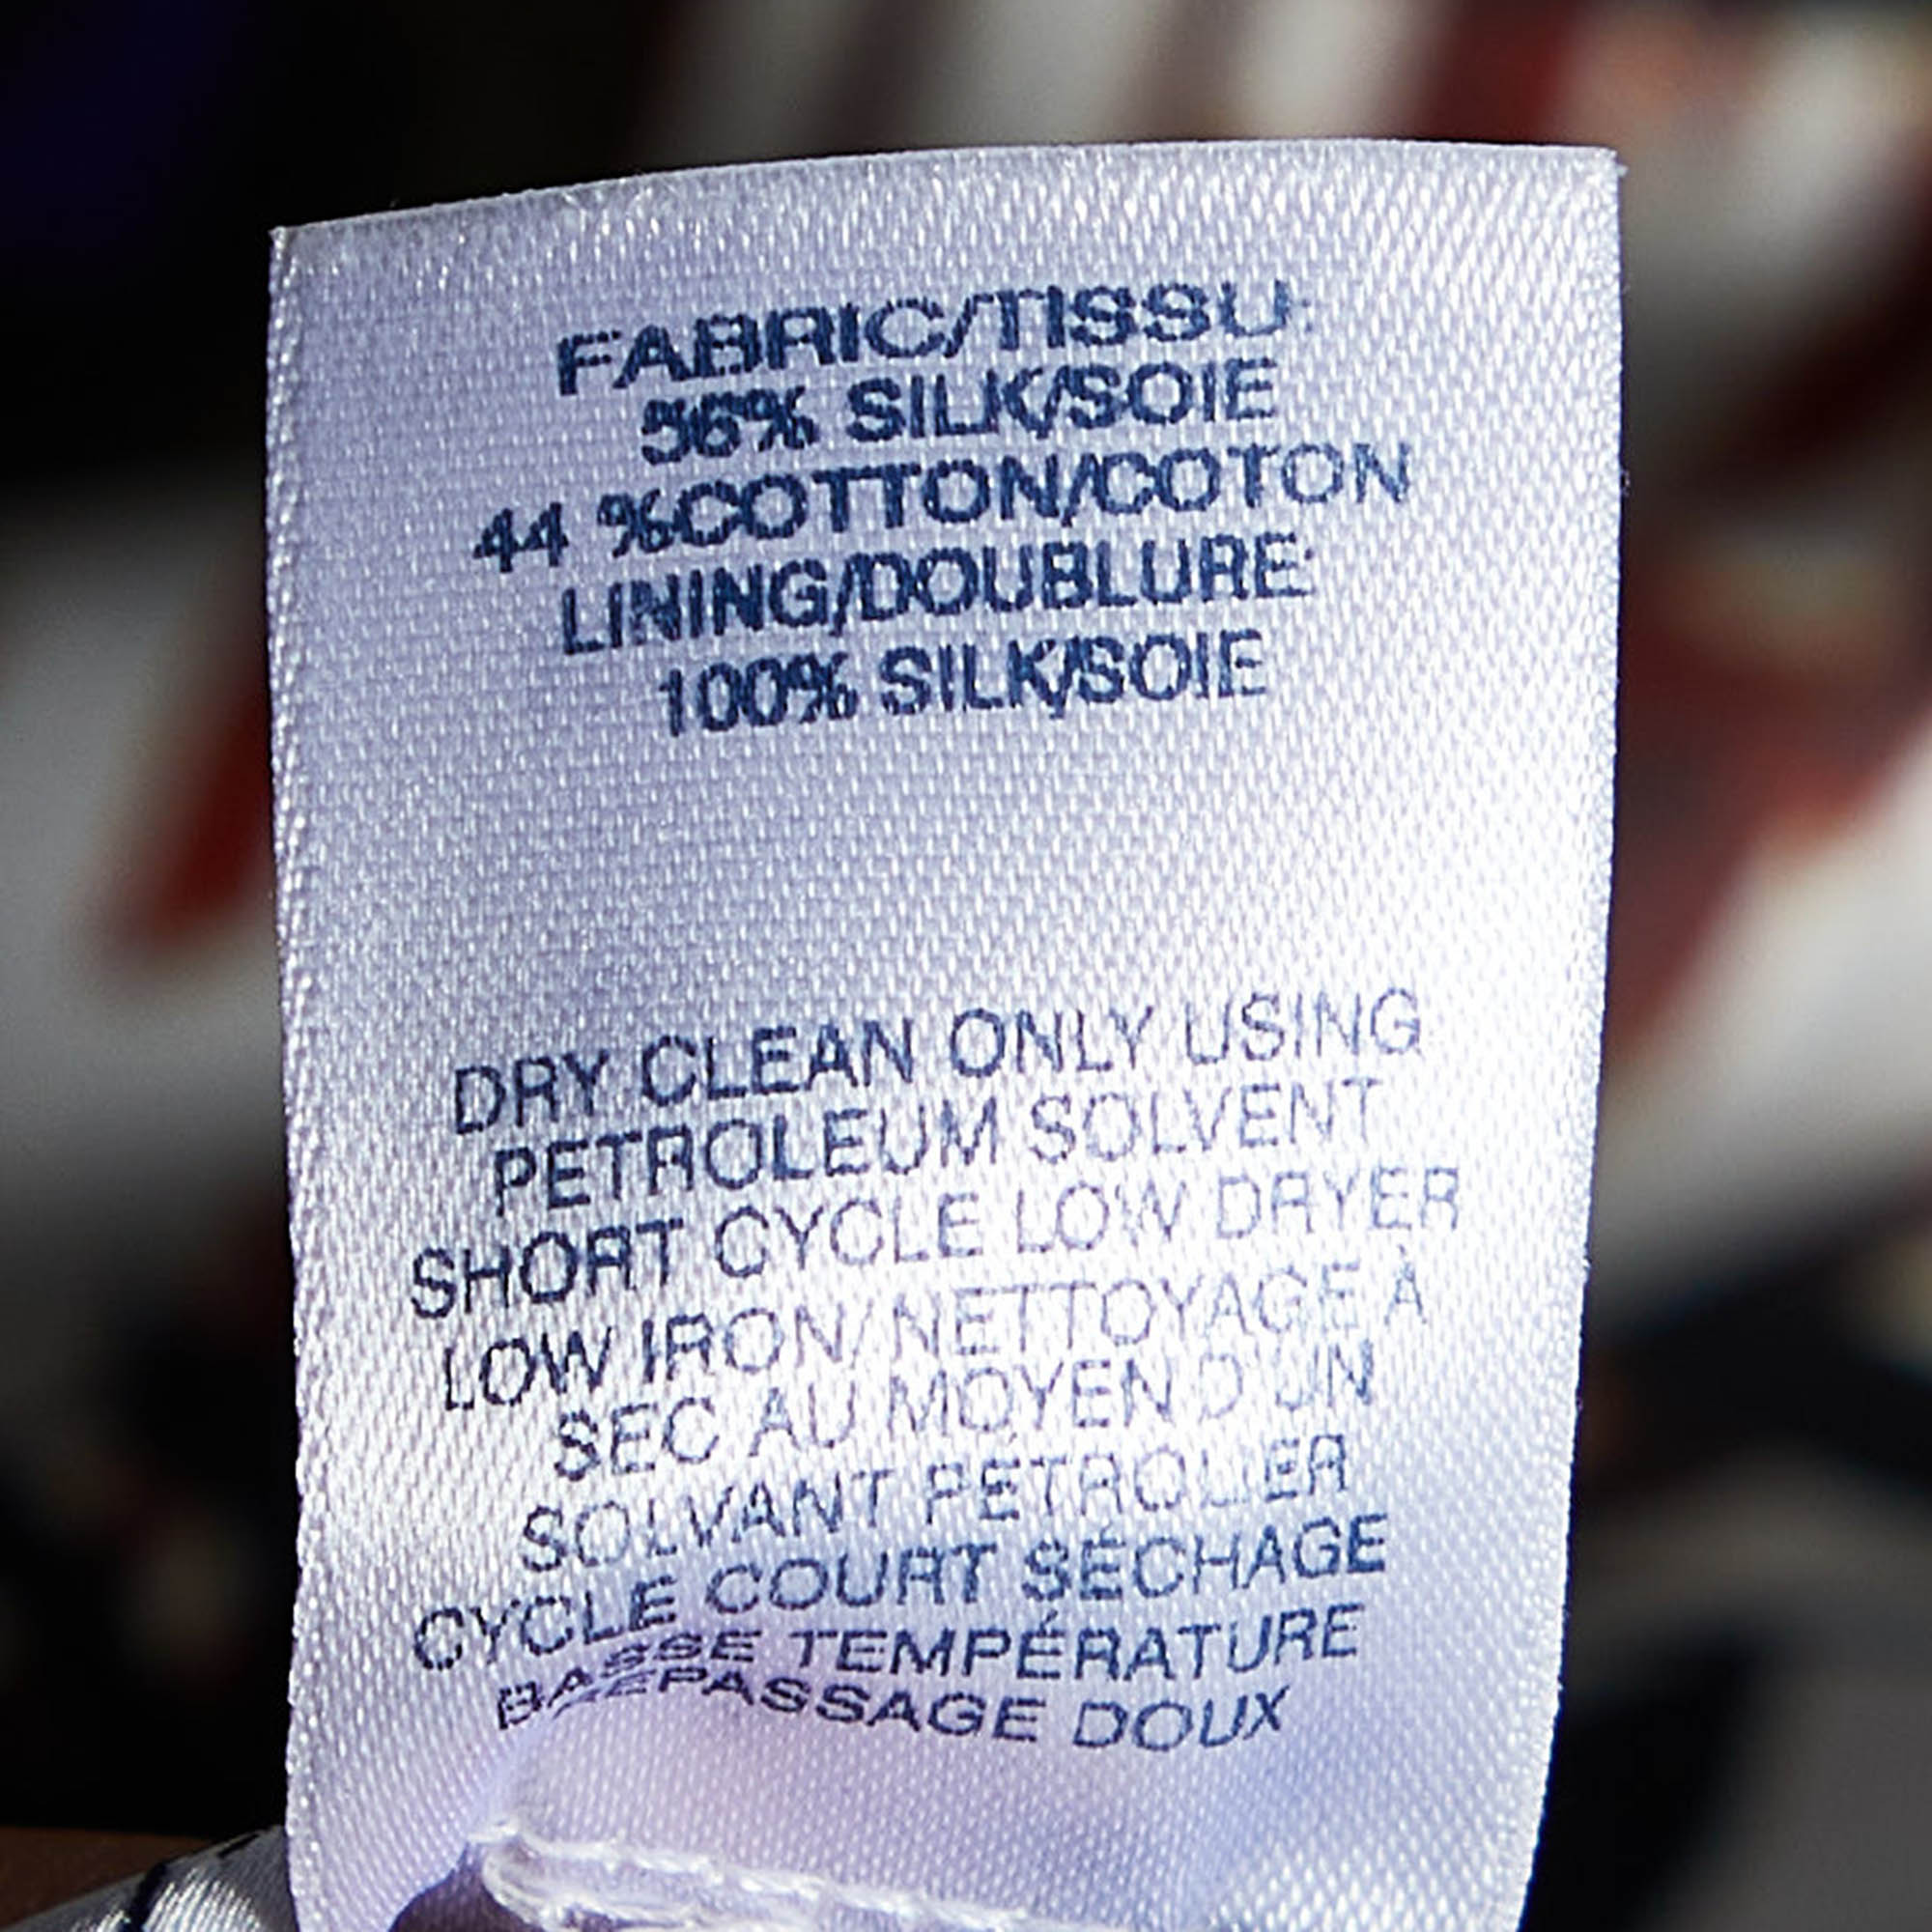 FABRIC/TISSU:
56% SILK/SOIE
44 %COTTON/COTON
LINING/DOUBLURE:
100% SILK/SOIE
DRY CLEAN ONLY USING
PETROLEUM SOLVENT
SHORT CYCLE LOW DRYER
LOW IRON/NETTOYAGE À
SEC AU MOYEN D'UN
SOLVANT PETROLIER
CYCLE COURT SÉCHAGE
BASSE TEMPÉRATURE
REPASSAGE DOUX